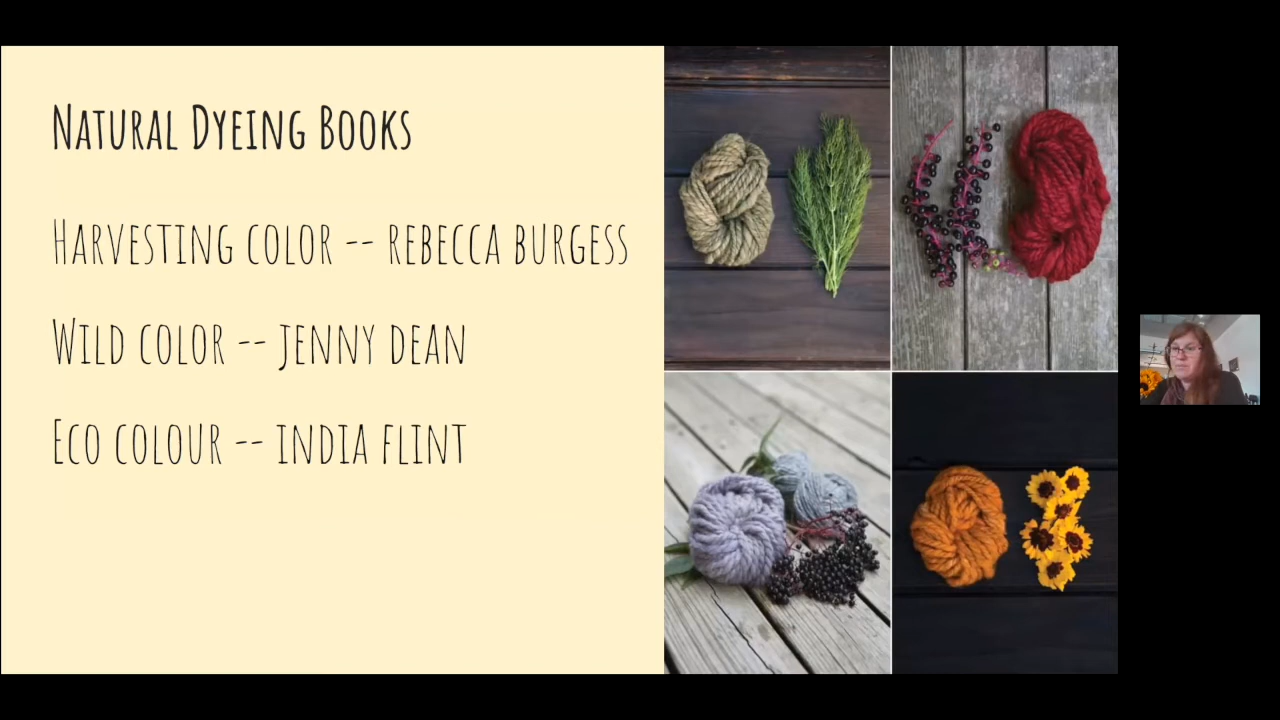 Natural Dyeing Books
Harvesting color -- Rebecca Burgess
Wild color -- Jenny Dean
Eco colour -- India Flint